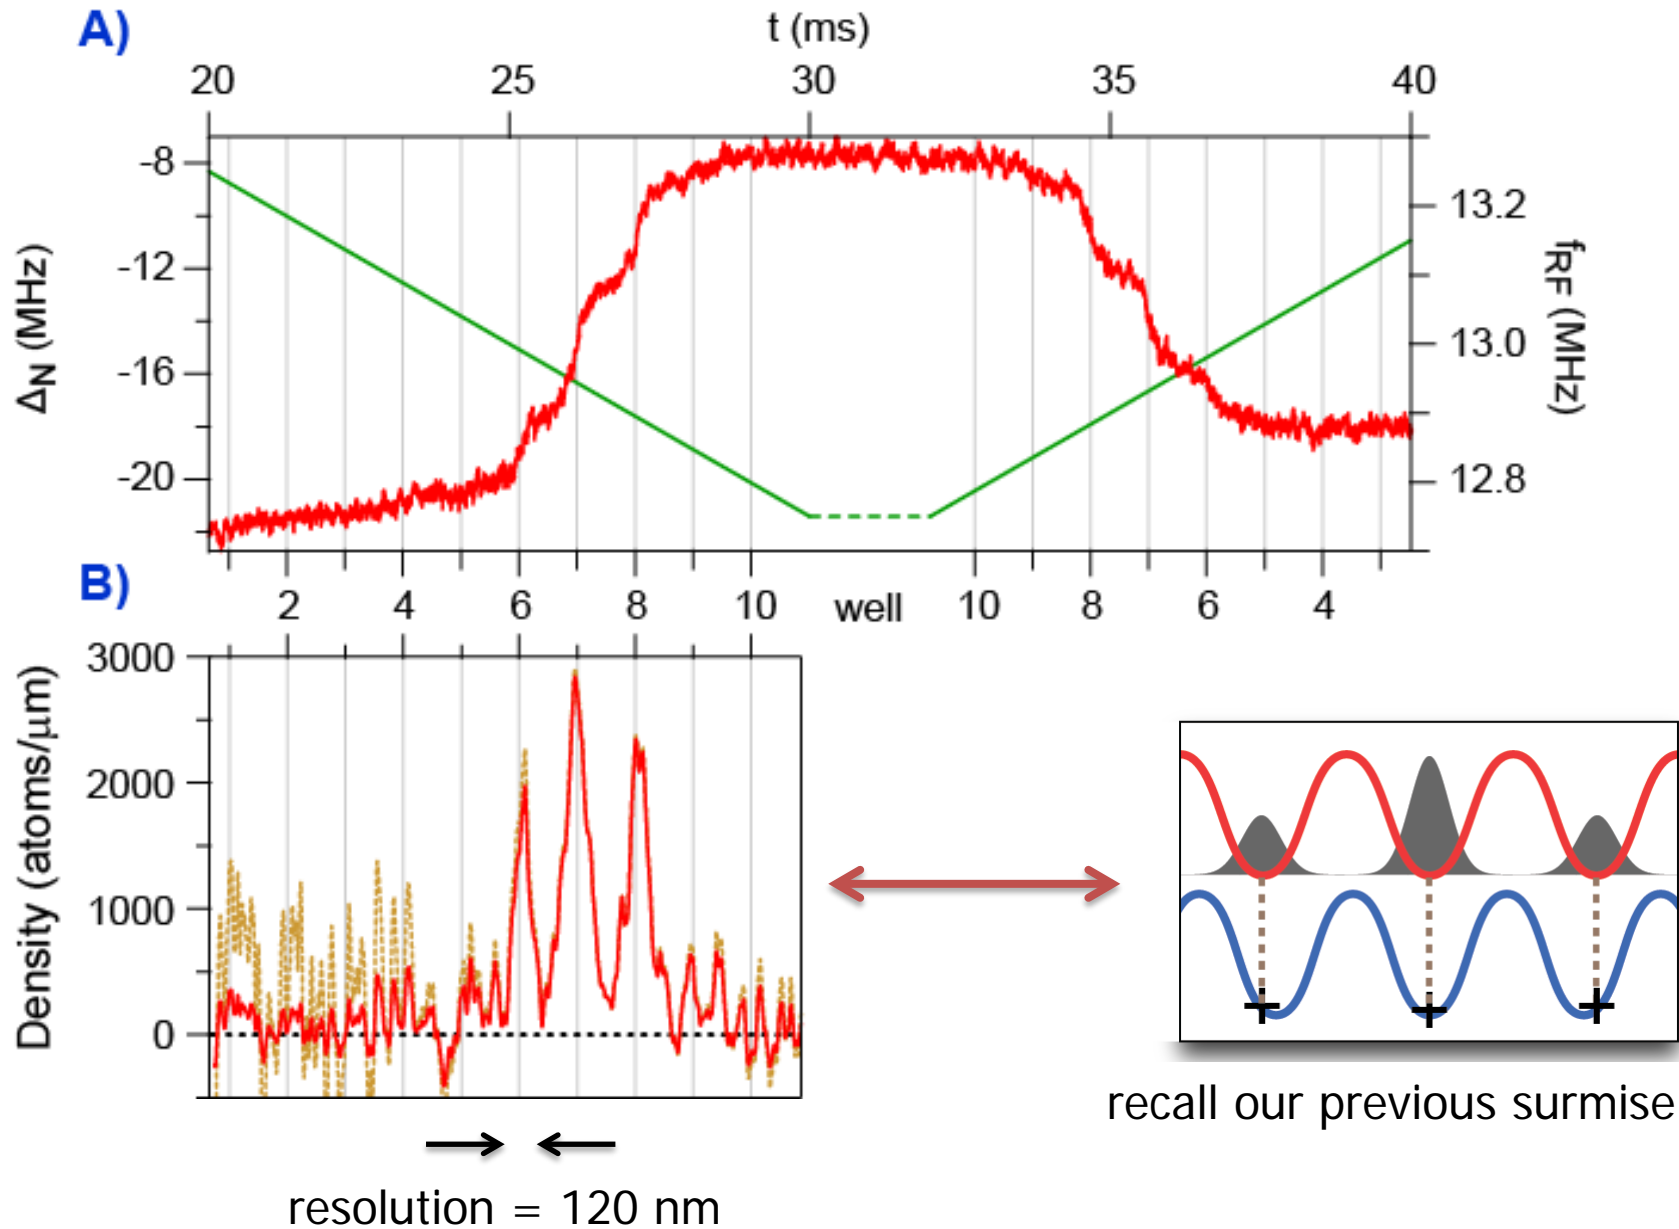 A)
t (ms)
20 25 30 35 40
-8
-12
-16
-20
ΔN (MHz)
13.2
13.0
12.8
fRF (MHz)
B)
2 4 6 8 10 well 10 8 6 4
3000
2000
1000
0
Density (atoms/μm)
recall our previous surmise
resolution = 120 nm